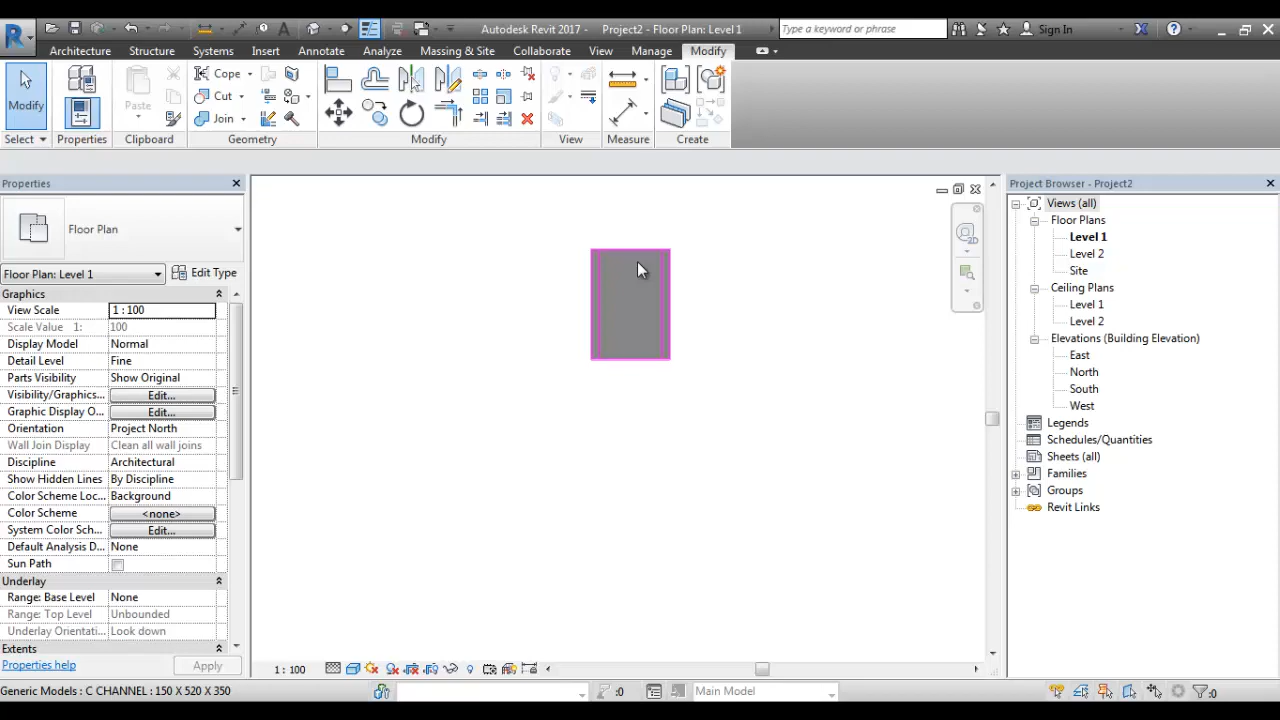 Autodesk Revit 2017 - Project2 - Floor Plan: Level 1
Type a keyword or phrase
Sign In
Architecture Structure Systems Insert Annotate Analyze Massing & Site Collaborate View Manage Modify
Modify
Paste
Cope
Cut
Join
Select Properties Clipboard Geometry Modify View Measure Create
Properties
Floor Plan
Floor Plan: Level 1 Edit Type
Graphics
View Scale 1 : 100
Scale Value 1: 100
Display Model Normal
Detail Level Fine
Parts Visibility Show Original
Visibility/Graphics... Edit...
Graphic Display O... Edit...
Orientation Project North
Wall Join Display Clean all wall joins
Discipline Architectural
Show Hidden Lines By Discipline
Color Scheme Loc... Background
Color Scheme <none>
System Color Sch... Edit...
Default Analysis D... None
Sun Path
Underlay
Range: Base Level None
Range: Top Level Unbounded
Underlay Orientati... Look down
Extents
Properties help Apply
2D
1 : 100
Project Browser - Project2
Views (all)
Floor Plans
Level 1
Level 2
Site
Ceiling Plans
Level 1
Level 2
Elevations (Building Elevation)
East
North
South
West
Legends
Schedules/Quantities
Sheets (all)
Families
Groups
Revit Links
Generic Models : C CHANNEL : 150 X 520 X 350
:0
Main Model
:0